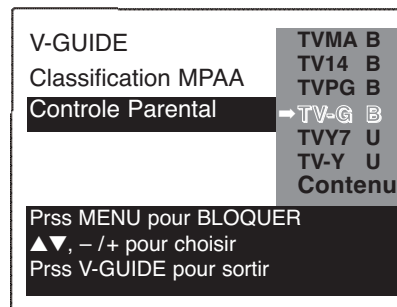 V-GUIDE
Classification MPAA
Controle Parental
TVMA B
TV14 B
TVPG B
➡TV-G B
TVY7 U
TV-Y U
Contenu
Prss MENU pour BLOQUER
▲▼, – /+ pour choisir
Prss V-GUIDE pour sortir